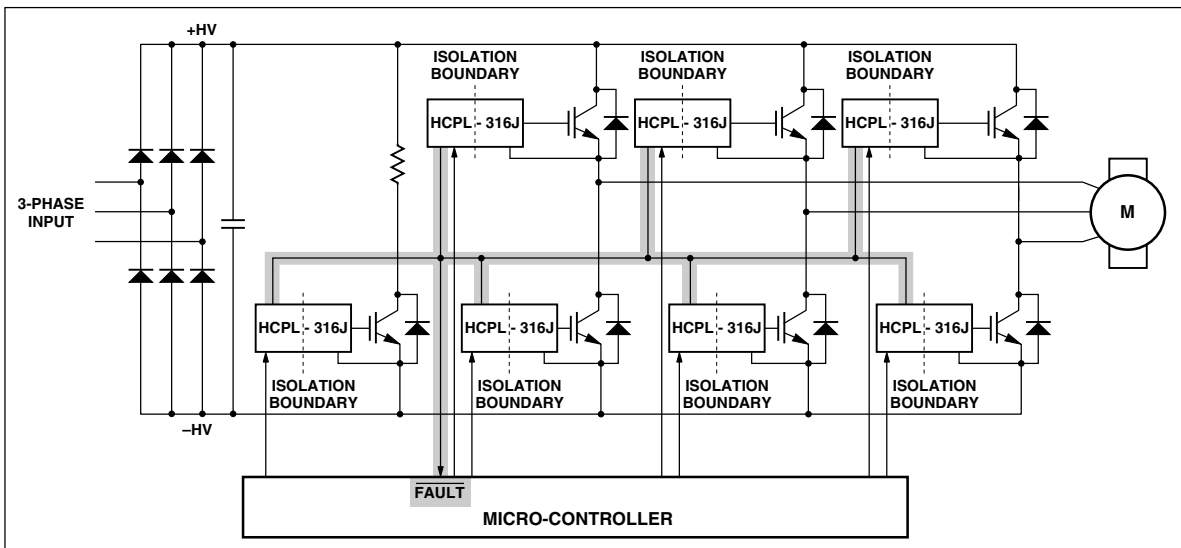 +HV
ISOLATION
BOUNDARY
ISOLATION
BOUNDARY
ISOLATION
BOUNDARY
HCPL - 316J
HCPL - 316J
HCPL - 316J
3-PHASE
INPUT
M
HCPL - 316J
HCPL - 316J
HCPL - 316J
HCPL - 316J
ISOLATION
BOUNDARY
ISOLATION
BOUNDARY
ISOLATION
BOUNDARY
ISOLATION
BOUNDARY
–HV
FAULT
MICRO-CONTROLLER